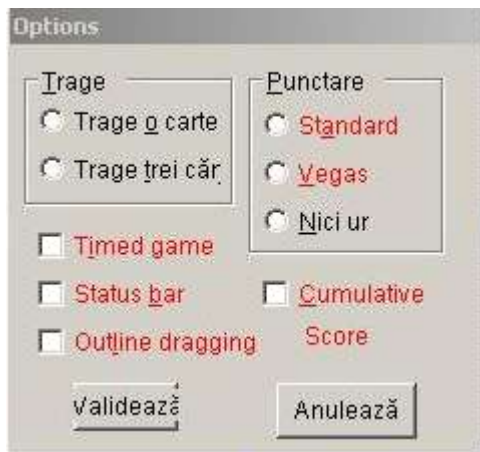 Options
Trage
Trage o carte
Trage trei căr
Punctare
Standard
Vegas
Nici ur
Timed game
Status bar
Outline dragging
Cumulative
Score
Validează
Anulează